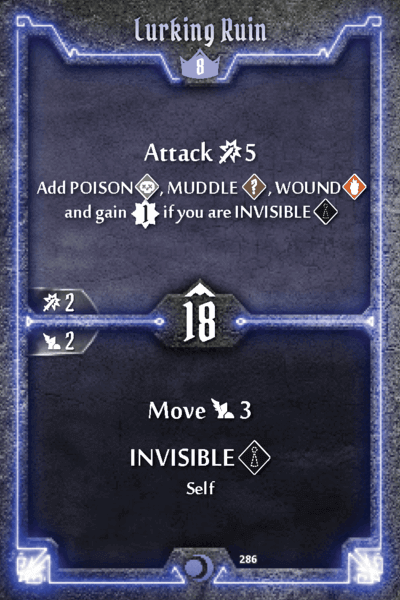 Lurking Ruin
8
Attack 5
Add POISON, MUDDLE, WOUND
and gain 1 if you are INVISIBLE
2
18
2
Move 3
INVISIBLE
Self
286